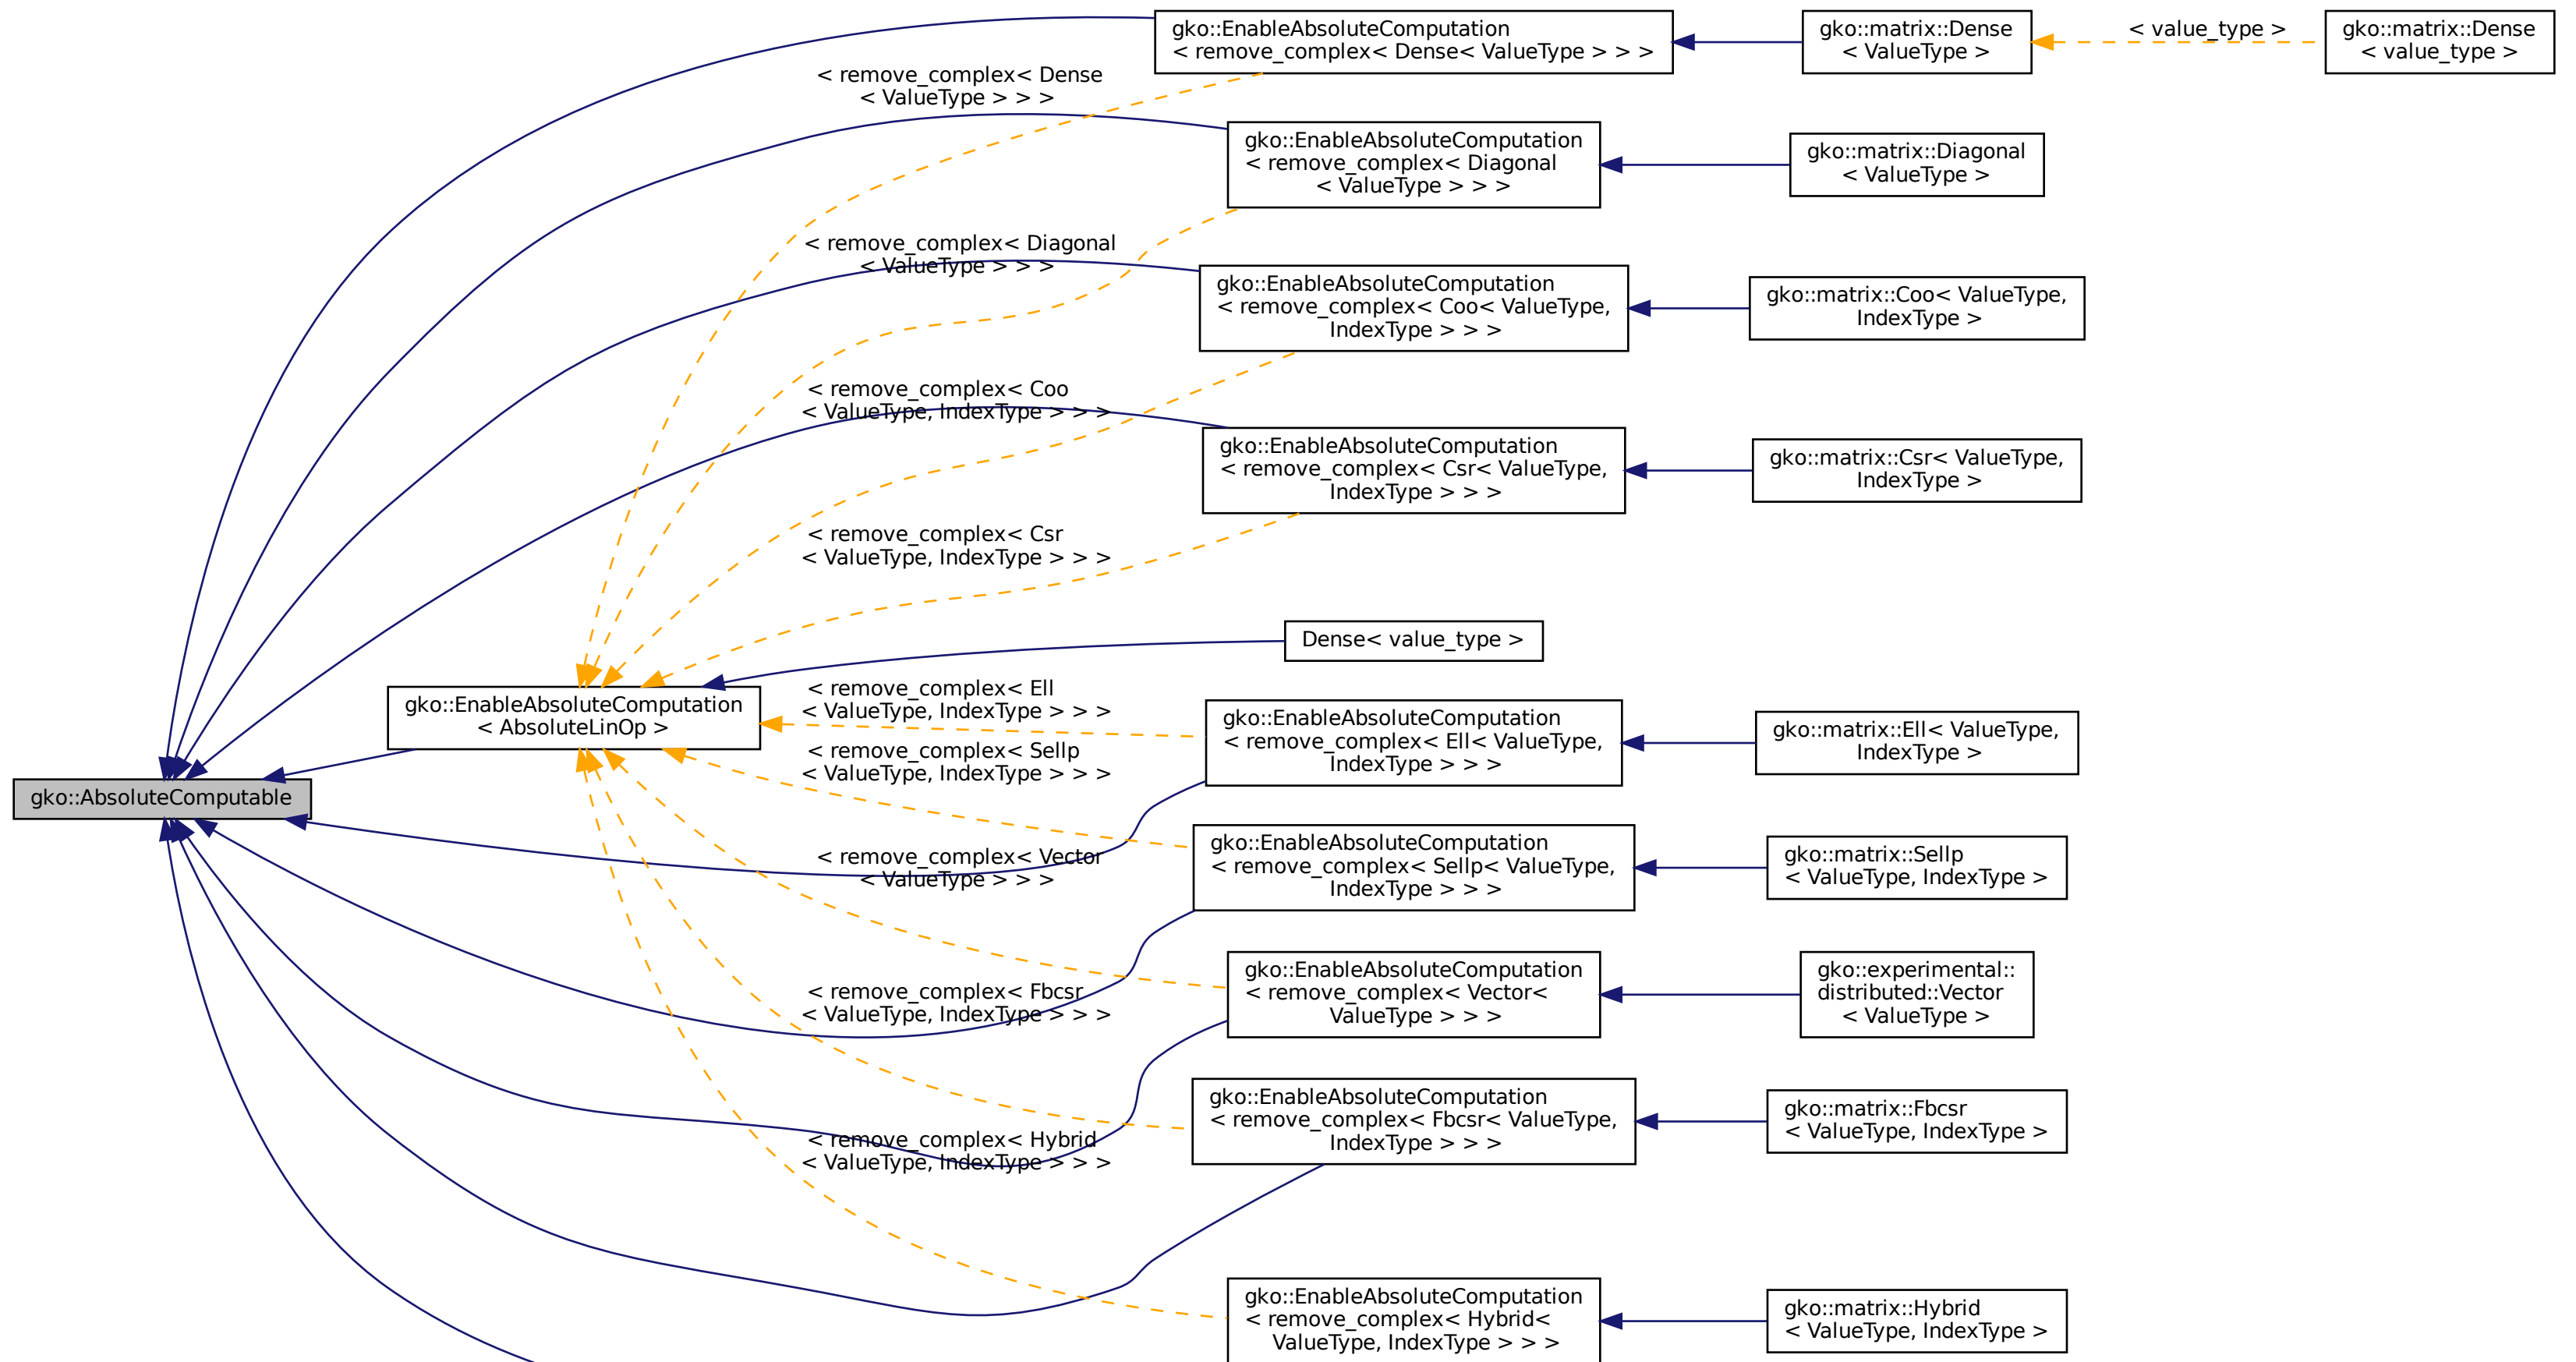 gko::EnableAbsoluteComputation
< remove_complex< Dense< ValueType > > >
gko::matrix::Dense
< ValueType >
< value_type >
gko::matrix::Dense
< value_type >
< remove_complex< Dense
< ValueType > > >
gko::EnableAbsoluteComputation
< remove_complex< Diagonal
< ValueType > > >
gko::matrix::Diagonal
< ValueType >
< remove_complex< Diagonal
< ValueType > > >
gko::EnableAbsoluteComputation
< remove_complex< Coo< ValueType,
IndexType > > >
gko::matrix::Coo< ValueType,
IndexType >
< remove_complex< Coo
< ValueType, IndexType > > >
gko::EnableAbsoluteComputation
< remove_complex< Csr< ValueType,
IndexType > > >
gko::matrix::Csr< ValueType,
IndexType >
< remove_complex< Csr
< ValueType, IndexType > > >
Dense< value_type >
gko::EnableAbsoluteComputation
< AbsoluteLinOp >
< remove_complex< Ell
< ValueType, IndexType > > >
gko::EnableAbsoluteComputation
< remove_complex< Ell< ValueType,
IndexType > > >
gko::matrix::Ell< ValueType,
IndexType >
< remove_complex< Sellp
< ValueType, IndexType > > >
gko::AbsoluteComputable
gko::EnableAbsoluteComputation
< remove_complex< Sellp< ValueType,
IndexType > > >
gko::matrix::Sellp
< ValueType, IndexType >
< remove_complex< Vector
< ValueType > > >
gko::EnableAbsoluteComputation
< remove_complex< Vector<
ValueType > > >
gko::experimental::
distributed::Vector
< ValueType >
< remove_complex< Fbcsr
< ValueType, IndexType > > >
gko::EnableAbsoluteComputation
< remove_complex< Fbcsr< ValueType,
IndexType > > >
gko::matrix::Fbcsr
< ValueType, IndexType >
< remove_complex< Hybrid
< ValueType, IndexType > > >
gko::EnableAbsoluteComputation
< remove_complex< Hybrid<
ValueType, IndexType > > >
gko::matrix::Hybrid
< ValueType, IndexType >